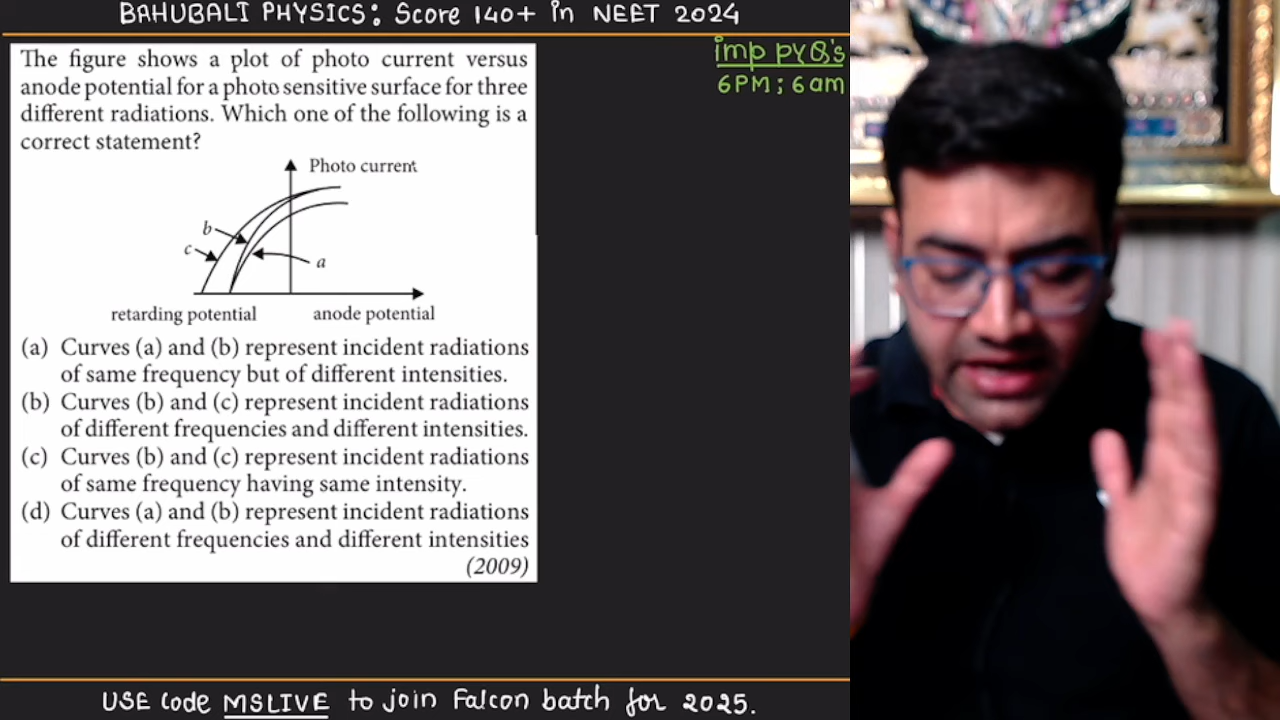 BAHUBALI PHYSICS: Score 140+ in NEET 2024
imp PYQ's
6PM; 6am
The figure shows a plot of photo current versus
anode potential for a photo sensitive surface for three
different radiations. Which one of the following is a
correct statement?
Photo current
b
c
a
retarding potential
anode potential
(a) Curves (a) and (b) represent incident radiations
of same frequency but of different intensities.
(b) Curves (b) and (c) represent incident radiations
of different frequencies and different intensities.
(c) Curves (b) and (c) represent incident radiations
of same frequency having same intensity.
(d) Curves (a) and (b) represent incident radiations
of different frequencies and different intensities
(2009)
USE Code MSLIVE to join Falcon batch for 2025.